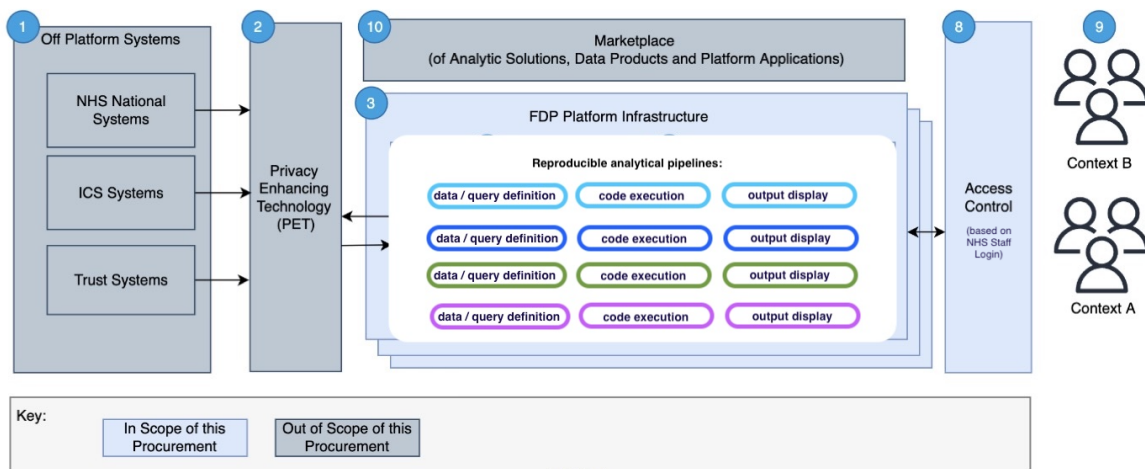 1
Off Platform Systems
NHS National
Systems
ICS Systems
Trust Systems
2
Privacy
Enhancing
Technology
(PET)
10
Marketplace
(of Analytic Solutions, Data Products and Platform Applications)
3
FDP Platform Infrastructure
Reproducible analytical pipelines:
data / query definition code execution output display
data / query definition code execution output display
data / query definition code execution output display
data / query definition code execution output display
8
Access
Control
(based on
NHS Staff
Login)
9
Context B
Context A
Key:
In Scope of this
Procurement
Out of Scope of this
Procurement